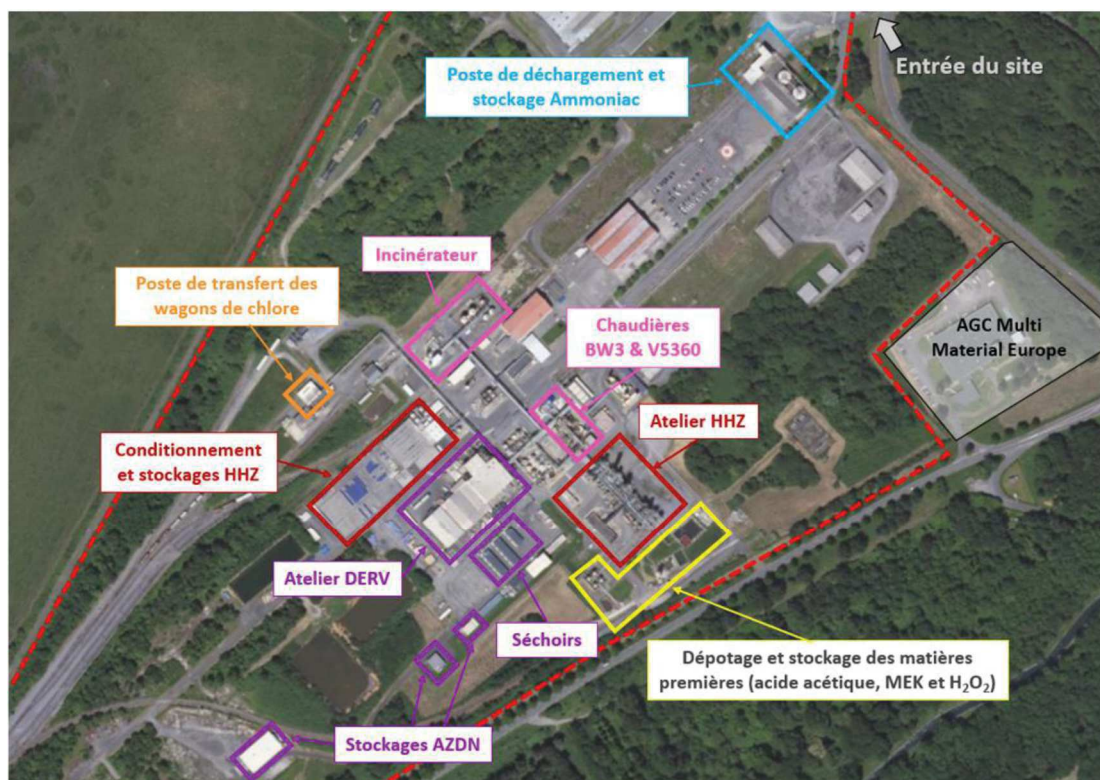 Entrée du site
Poste de déchargement et
stockage Ammoniac
Incinérateur
Poste de transfert des
wagons de chlore
Chaudières
BW3 & V5360
AGC Multi
Material Europe
Atelier HHZ
Conditionnement
et stockages HHZ
Atelier DERV
Séchoirs
Dépotage et stockage des matières
premières (acide acétique, MEK et H₂O₂)
Stockages AZDN